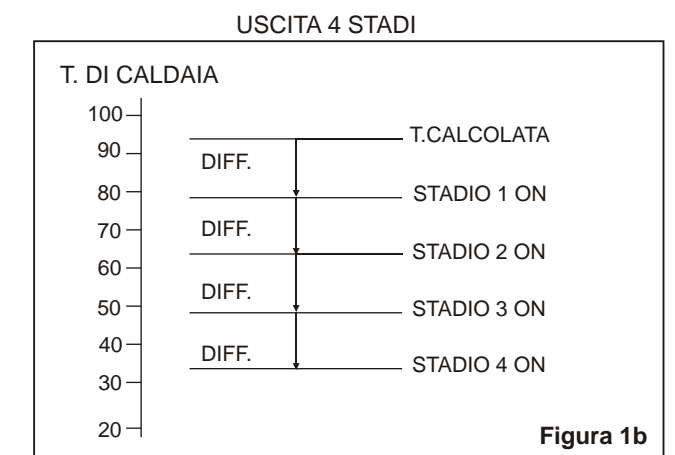 USCITA 4 STADI
T. DI CALDAIA
100
T.CALCOLATA
90
DIFF.
80
STADIO 1 ON
70
DIFF.
STADIO 2 ON
60
DIFF.
50
STADIO 3 ON
40
DIFF.
STADIO 4 ON
30
20
Figura 1b